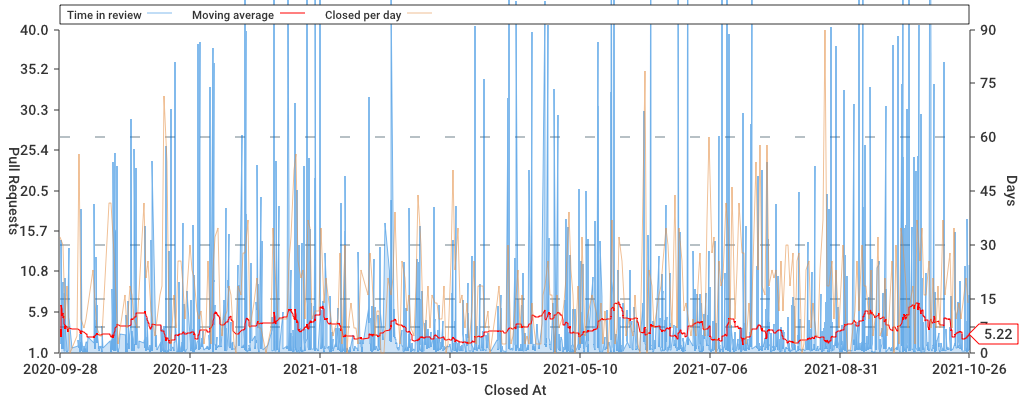 Time in review Moving average Closed per day
40.0 90
35.2 75
30.3
25.4 60
20.5 45
15.7 30
10.8 15
5.9 7
5.22
1.0 0
Pull Requests
Days
2020-09-28 2020-11-23 2021-01-18 2021-03-15 2021-05-10 2021-07-06 2021-08-31 2021-10-26
Closed At